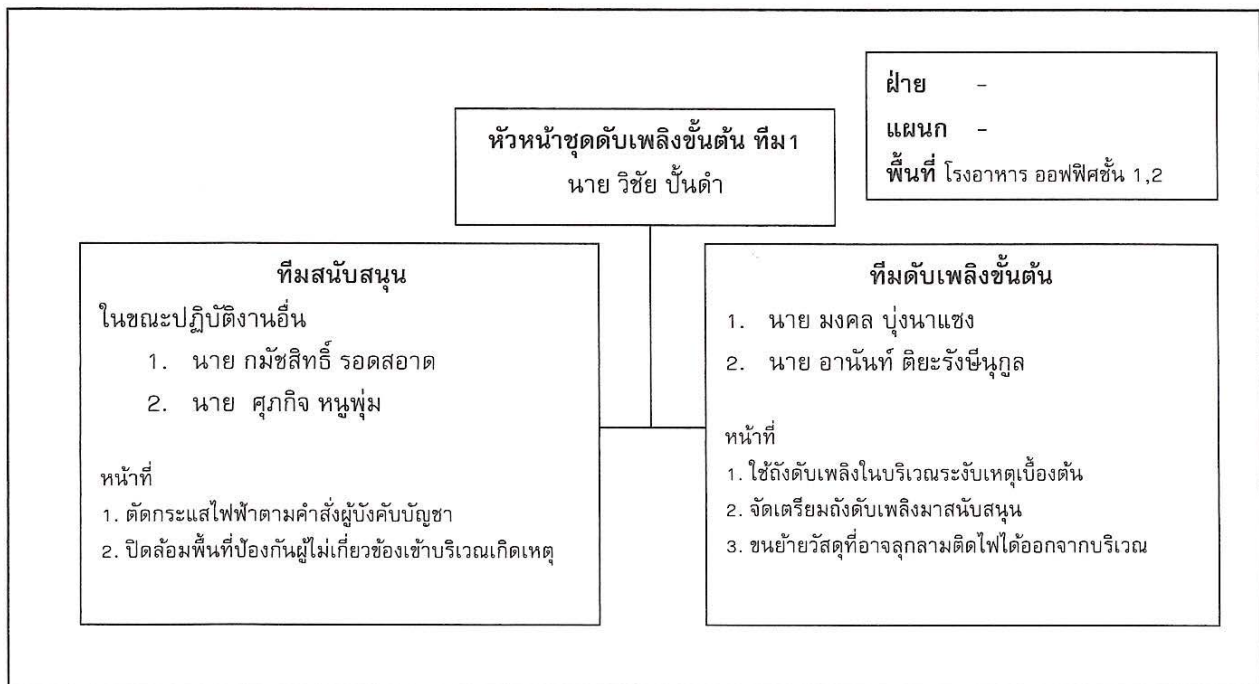 ฝ่าย -
แผนก -
พื้นที่ โรงอาหาร ออฟฟิศชั้น 1,2
หัวหน้าชุดดับเพลิงขั้นต้น ทีม1
นาย วิชัย ปั้นดำ
ทีมสนับสนุน
ในขณะปฏิบัติงานอื่น
1. นาย กมัชสิทธิ์ รอดสอาด
2. นาย ศุภกิจ หนูพุ่ม
หน้าที่
1. ตัดกระแสไฟฟ้าตามคำสั่งผู้บังคับบัญชา
2. ปิดล้อมพื้นที่ป้องกันผู้ไม่เกี่ยวข้องเข้าบริเวณเกิดเหตุ
ทีมดับเพลิงขั้นต้น
1. นาย มงคล บุ่งนาแซง
2. นาย อานันท์ ติยะรังษีนุกูล
หน้าที่
1. ใช้ถังดับเพลิงในบริเวณระงับเหตุเบื้องต้น
2. จัดเตรียมถังดับเพลิงมาสนับสนุน
3. ขนย้ายวัสดุที่อาจลุกลามติดไฟได้ออกจากบริเวณ